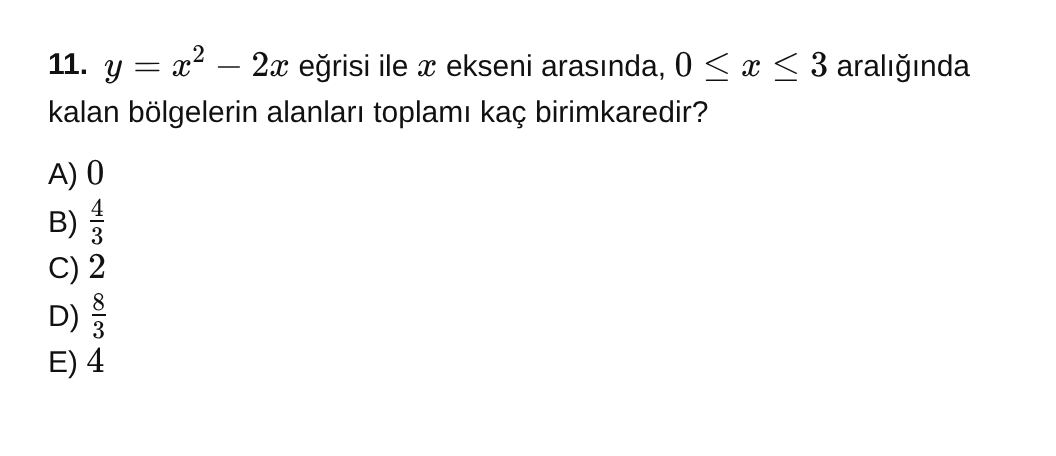 11. y = x² − 2x eğrisi ile x ekseni arasında, 0 ≤ x ≤ 3 aralığında
kalan bölgelerin alanları toplamı kaç birimkaredir?
A) 0
B) 4/3
C) 2
D) 8/3
E) 4